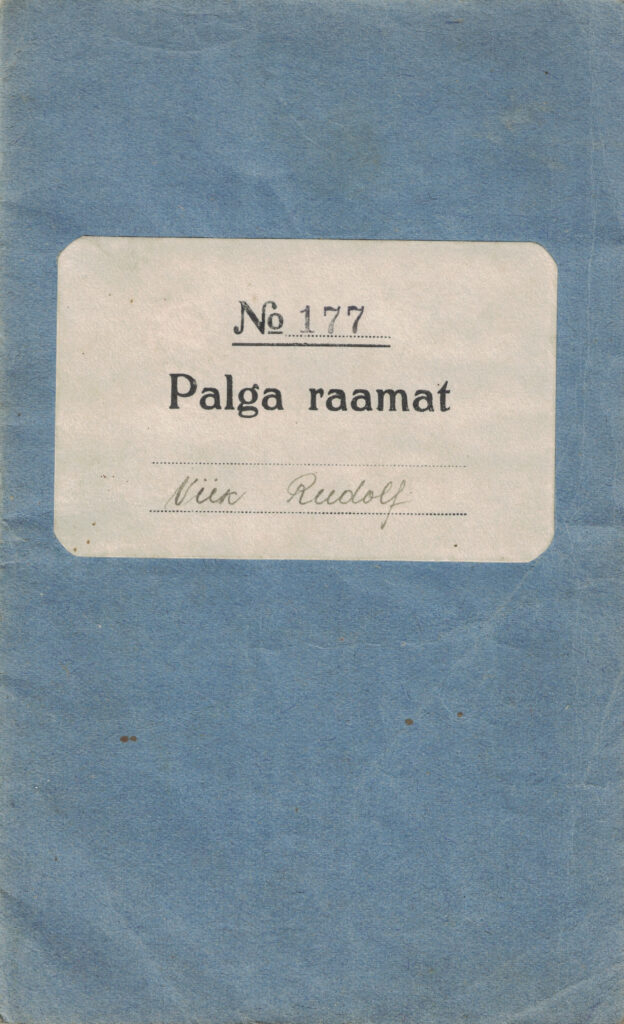 No 177
Palga raamat
Viik Rudolf